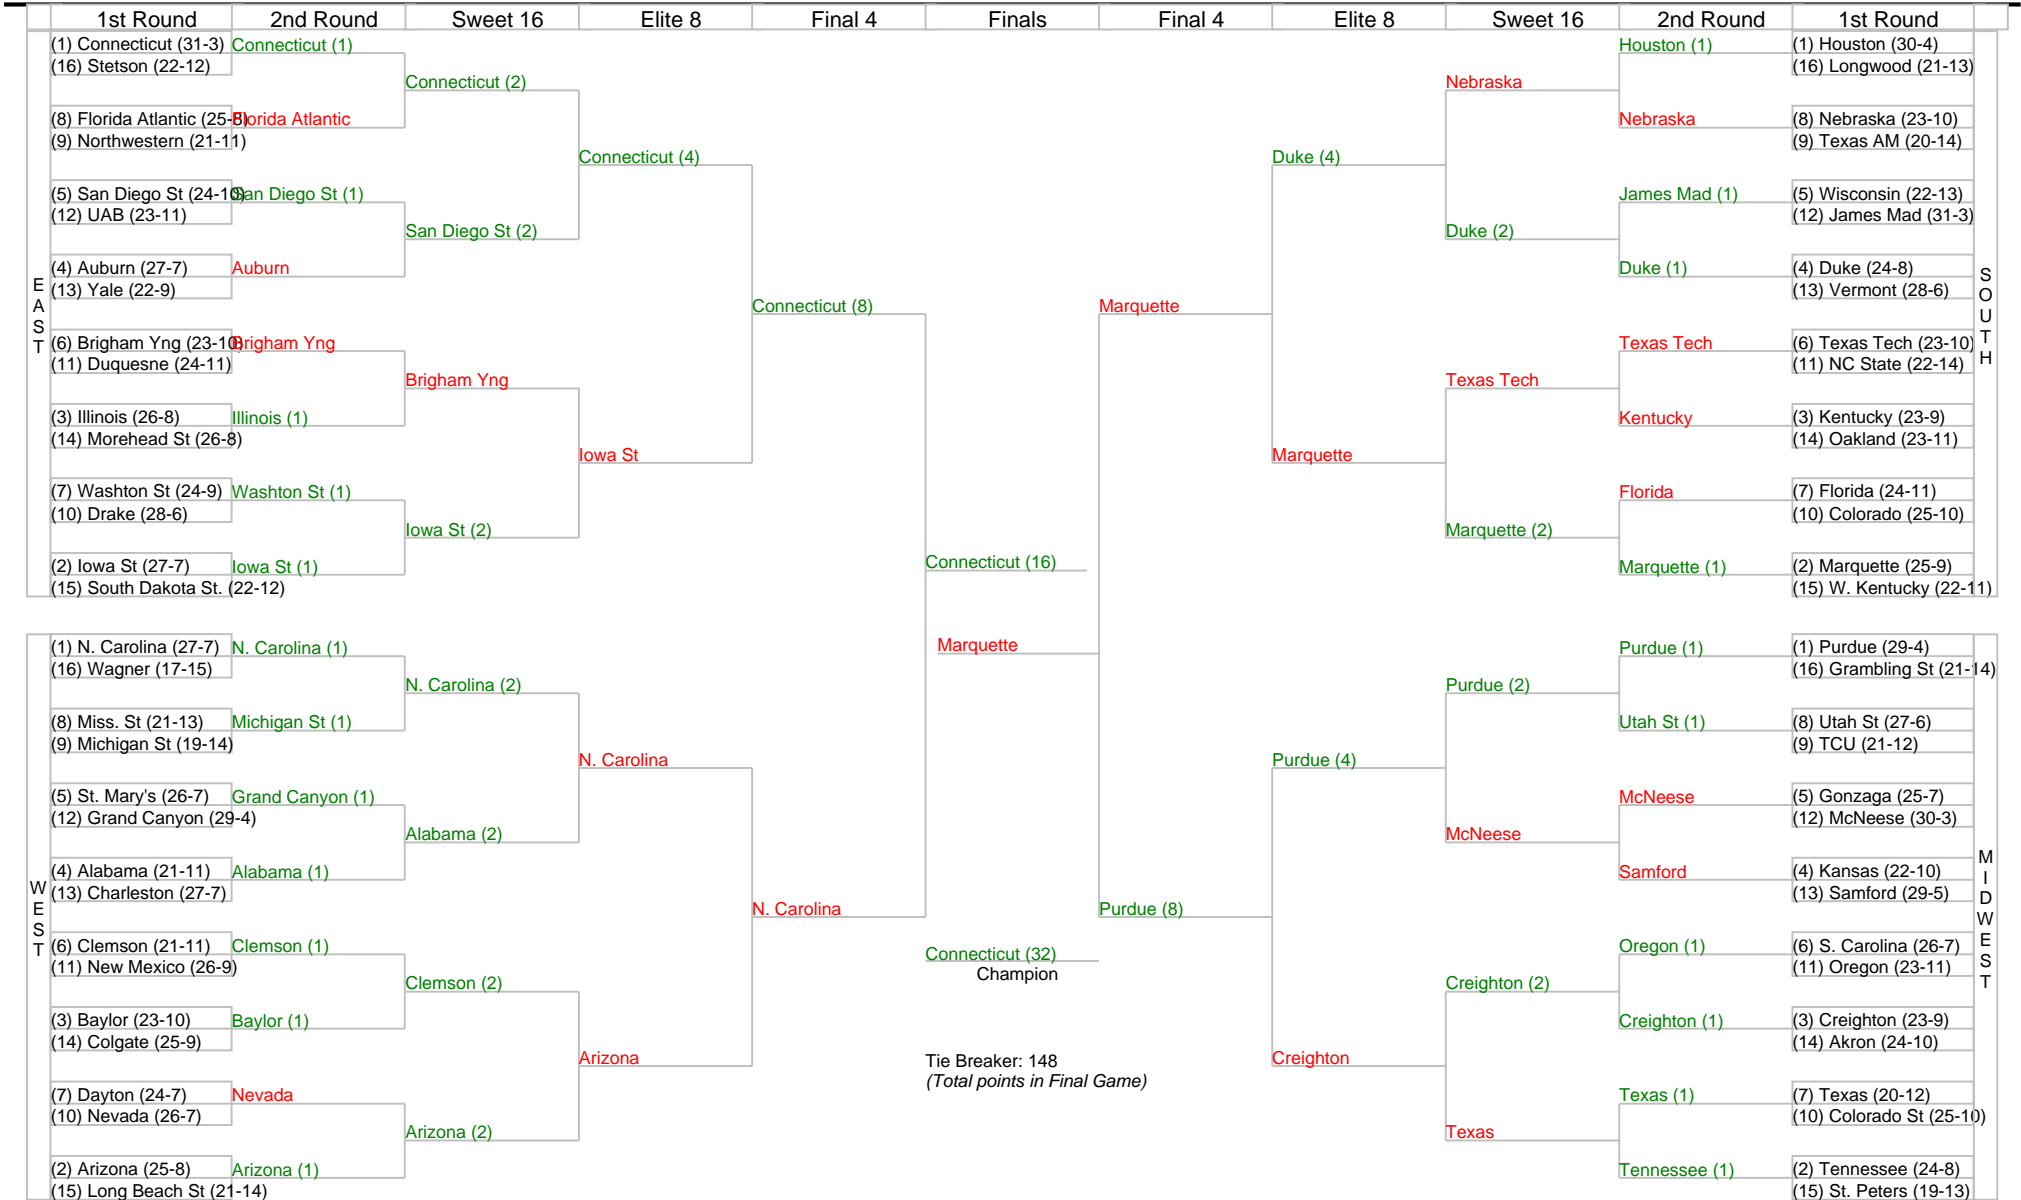 1st Round 2nd Round Sweet 16 Elite 8 Final 4 Finals Final 4 Elite 8 Sweet 16 2nd Round 1st Round
EAST
(1) Connecticut (31-3)
(16) Stetson (22-12)
(8) Florida Atlantic (25-8)
(9) Northwestern (21-11)
(5) San Diego St (24-10)
(12) UAB (23-11)
(4) Auburn (27-7)
(13) Yale (22-9)
(6) Brigham Yng (23-10)
(11) Duquesne (24-11)
(3) Illinois (26-8)
(14) Morehead St (26-8)
(7) Washton St (24-9)
(10) Drake (28-6)
(2) Iowa St (27-7)
(15) South Dakota St. (22-12)
Connecticut (1)
Florida Atlantic
San Diego St (1)
Auburn
Brigham Yng
Illinois (1)
Washton St (1)
Iowa St (1)
Connecticut (2)
San Diego St (2)
Brigham Yng
Iowa St (2)
Connecticut (4)
Iowa St
Connecticut (8)
WEST
(1) N. Carolina (27-7)
(16) Wagner (17-15)
(8) Miss. St (21-13)
(9) Michigan St (19-14)
(5) St. Mary's (26-7)
(12) Grand Canyon (29-4)
(4) Alabama (21-11)
(13) Charleston (27-7)
(6) Clemson (21-11)
(11) New Mexico (26-9)
(3) Baylor (23-10)
(14) Colgate (25-9)
(7) Dayton (24-7)
(10) Nevada (26-7)
(2) Arizona (25-8)
(15) Long Beach St (21-14)
N. Carolina (1)
Michigan St (1)
Grand Canyon (1)
Alabama (1)
Clemson (1)
Baylor (1)
Nevada
Arizona (1)
N. Carolina (2)
Alabama (2)
Clemson (2)
Arizona (2)
N. Carolina
Arizona
N. Carolina
Connecticut (16)
Marquette
Connecticut (32)
Champion
Tie Breaker: 148
(Total points in Final Game)
Marquette
Duke (4)
Marquette
Nebraska
Duke (2)
Texas Tech
Marquette (2)
Houston (1)
Nebraska
James Mad (1)
Duke (1)
Texas Tech
Kentucky
Florida
Marquette (1)
(1) Houston (30-4)
(16) Longwood (21-13)
(8) Nebraska (23-10)
(9) Texas AM (20-14)
(5) Wisconsin (22-13)
(12) James Mad (31-3)
(4) Duke (24-8)
(13) Vermont (28-6)
(6) Texas Tech (23-10)
(11) NC State (22-14)
(3) Kentucky (23-9)
(14) Oakland (23-11)
(7) Florida (24-11)
(10) Colorado (25-10)
(2) Marquette (25-9)
(15) W. Kentucky (22-11)
SOUTH
Purdue (8)
Purdue (4)
Creighton
Purdue (2)
McNeese
Creighton (2)
Texas
Purdue (1)
Utah St (1)
McNeese
Samford
Oregon (1)
Creighton (1)
Texas (1)
Tennessee (1)
(1) Purdue (29-4)
(16) Grambling St (21-14)
(8) Utah St (27-6)
(9) TCU (21-12)
(5) Gonzaga (25-7)
(12) McNeese (30-3)
(4) Kansas (22-10)
(13) Samford (29-5)
(6) S. Carolina (26-7)
(11) Oregon (23-11)
(3) Creighton (23-9)
(14) Akron (24-10)
(7) Texas (20-12)
(10) Colorado St (25-10)
(2) Tennessee (24-8)
(15) St. Peters (19-13)
MIDWEST